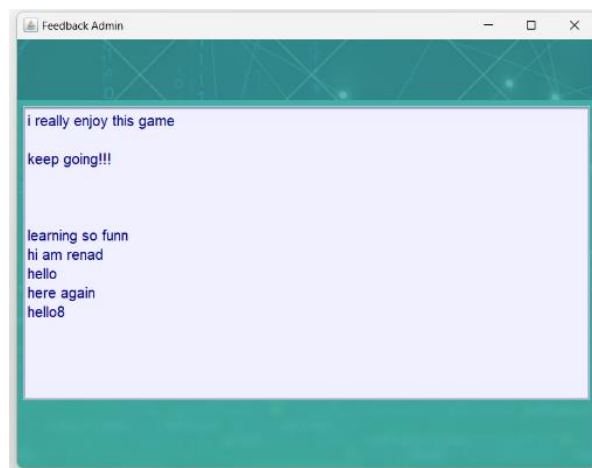 Feedback Admin
i really enjoy this game
keep going!!!
learning so funn
hi am renad
hello
here again
hello8